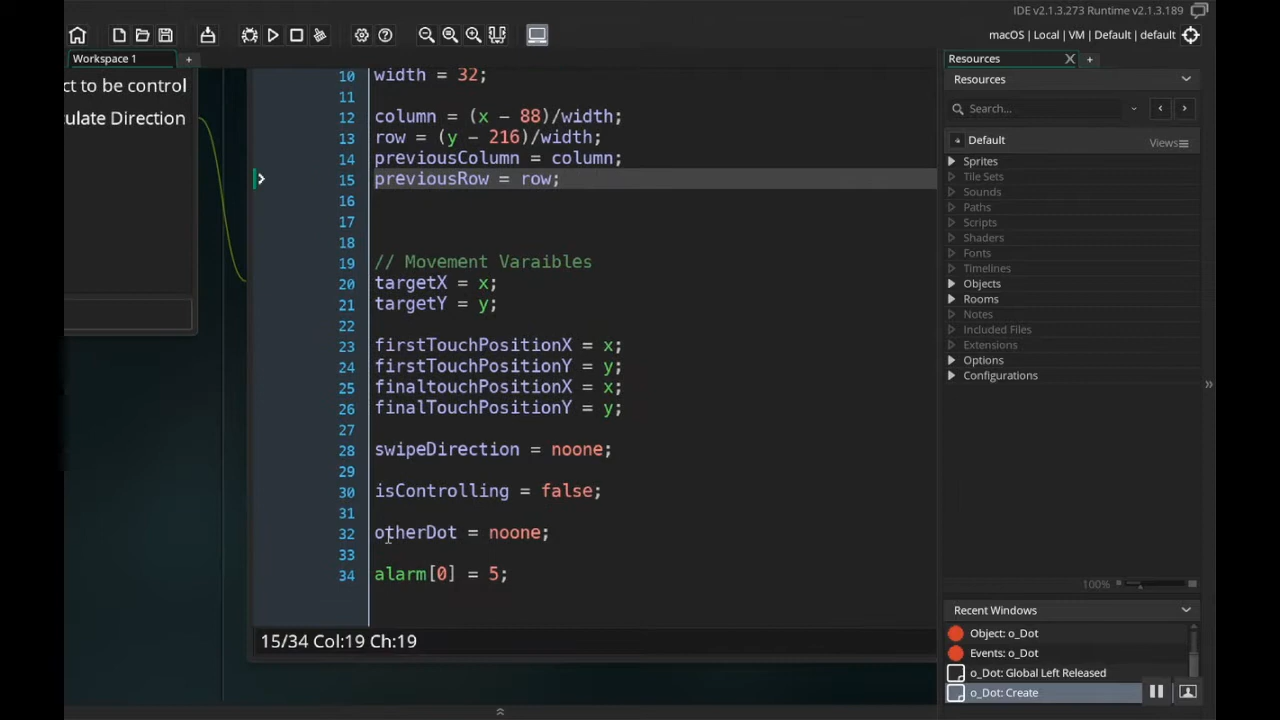 IDE v2.1.3.273 Runtime v2.1.3.189
macOS | Local | VM | Default | default
Workspace 1
+
Resources
X
+
ct to be control
culate Direction
10 width = 32;
11
12 column = (x - 88)/width;
13 row = (y - 216)/width;
14 previousColumn = column;
15 previousRow = row;
16
17
18
19 // Movement Varaibles
20 targetX = x;
21 targetY = y;
22
23 firstTouchPositionX = x;
24 firstTouchPositionY = y;
25 finaltouchPositionX = x;
26 finalTouchPositionY = y;
27
28 swipeDirection = noone;
29
30 isControlling = false;
31
32 otherDot = noone;
33
34 alarm[0] = 5;
15/34 Col:19 Ch:19
Resources
Search...
Default
Views
Sprites
Tile Sets
Sounds
Paths
Scripts
Shaders
Fonts
Timelines
Objects
Rooms
Notes
Included Files
Extensions
Options
Configurations
100%
Recent Windows
Object: o_Dot
Events: o_Dot
o_Dot: Global Left Released
o_Dot: Create